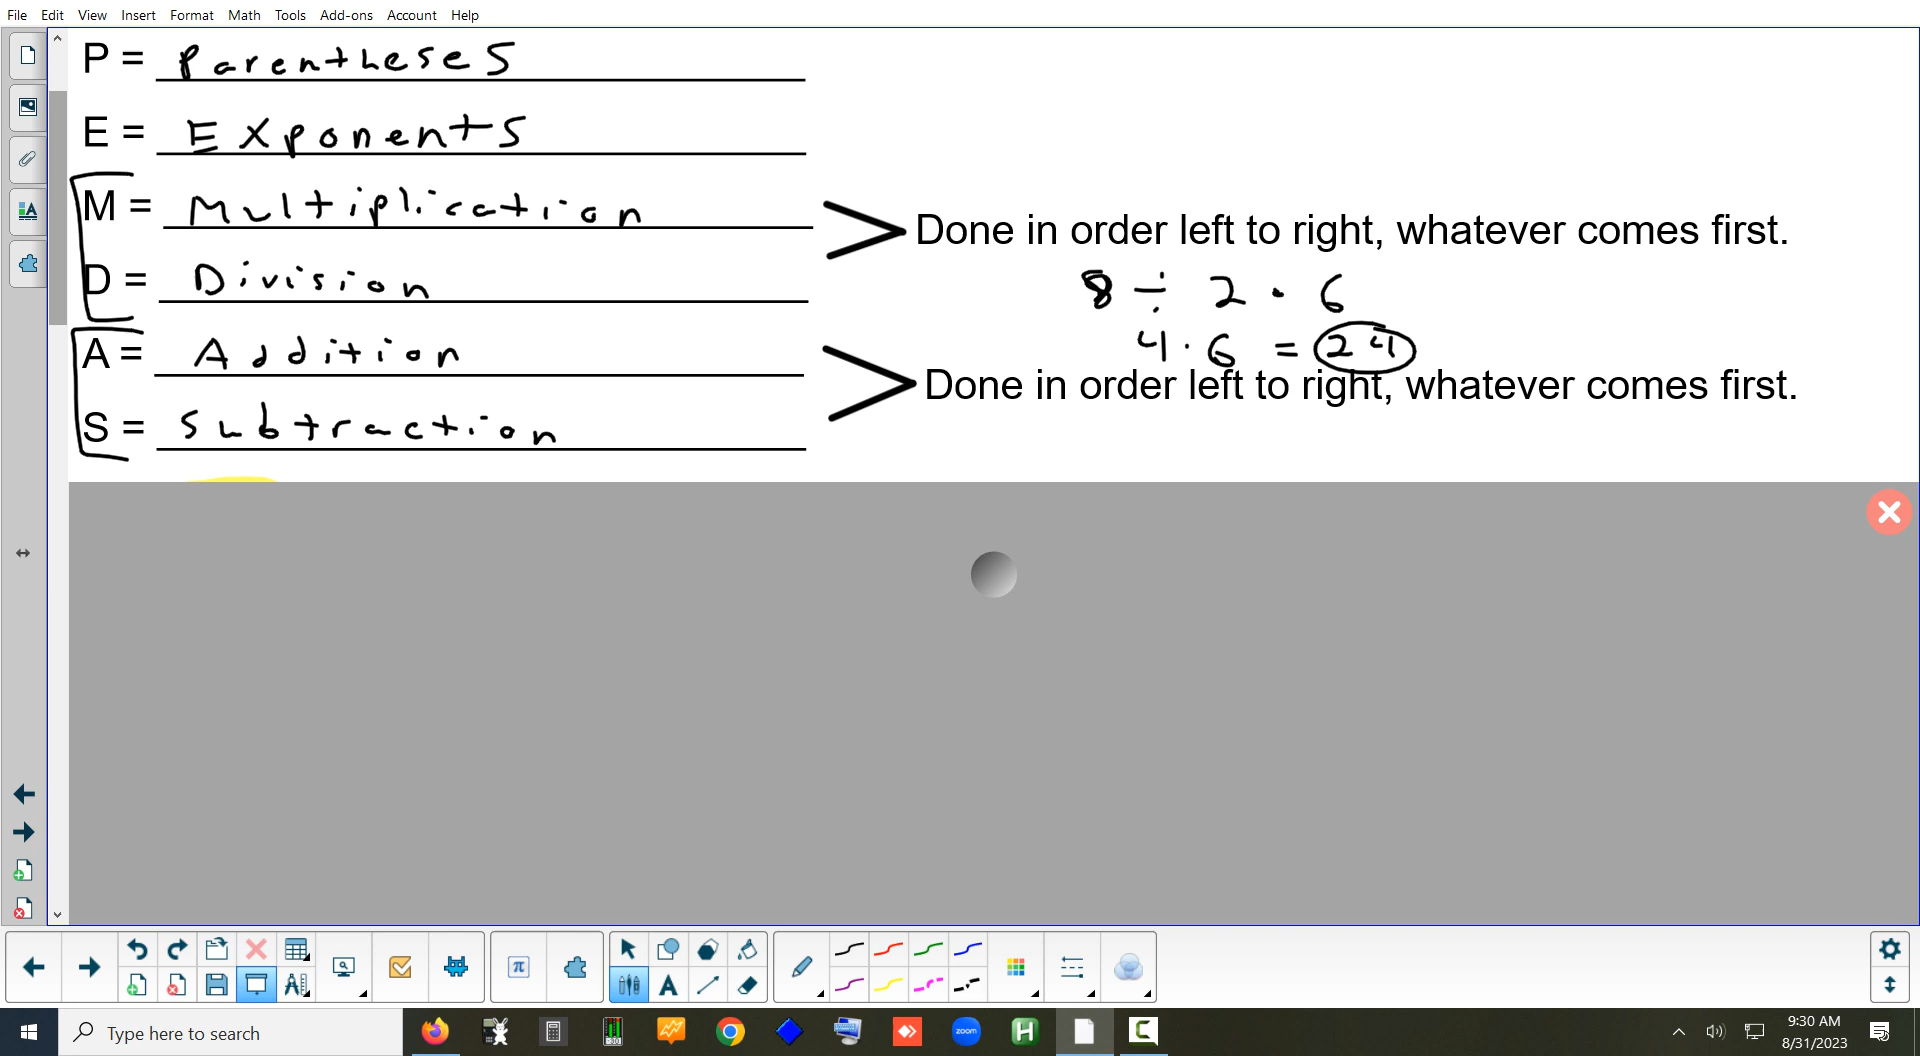 File Edit View Insert Format Math Tools Add-ons Account Help
P = Parentheses
E = Exponents
M = Multiplication
Done in order left to right, whatever comes first.
D = Division
8 ÷ 2 · 6
4 · 6 = 24
A = Addition
Done in order left to right, whatever comes first.
S = Subtraction
π
A
zoom
H
C
Type here to search
9:30 AM
8/31/2023